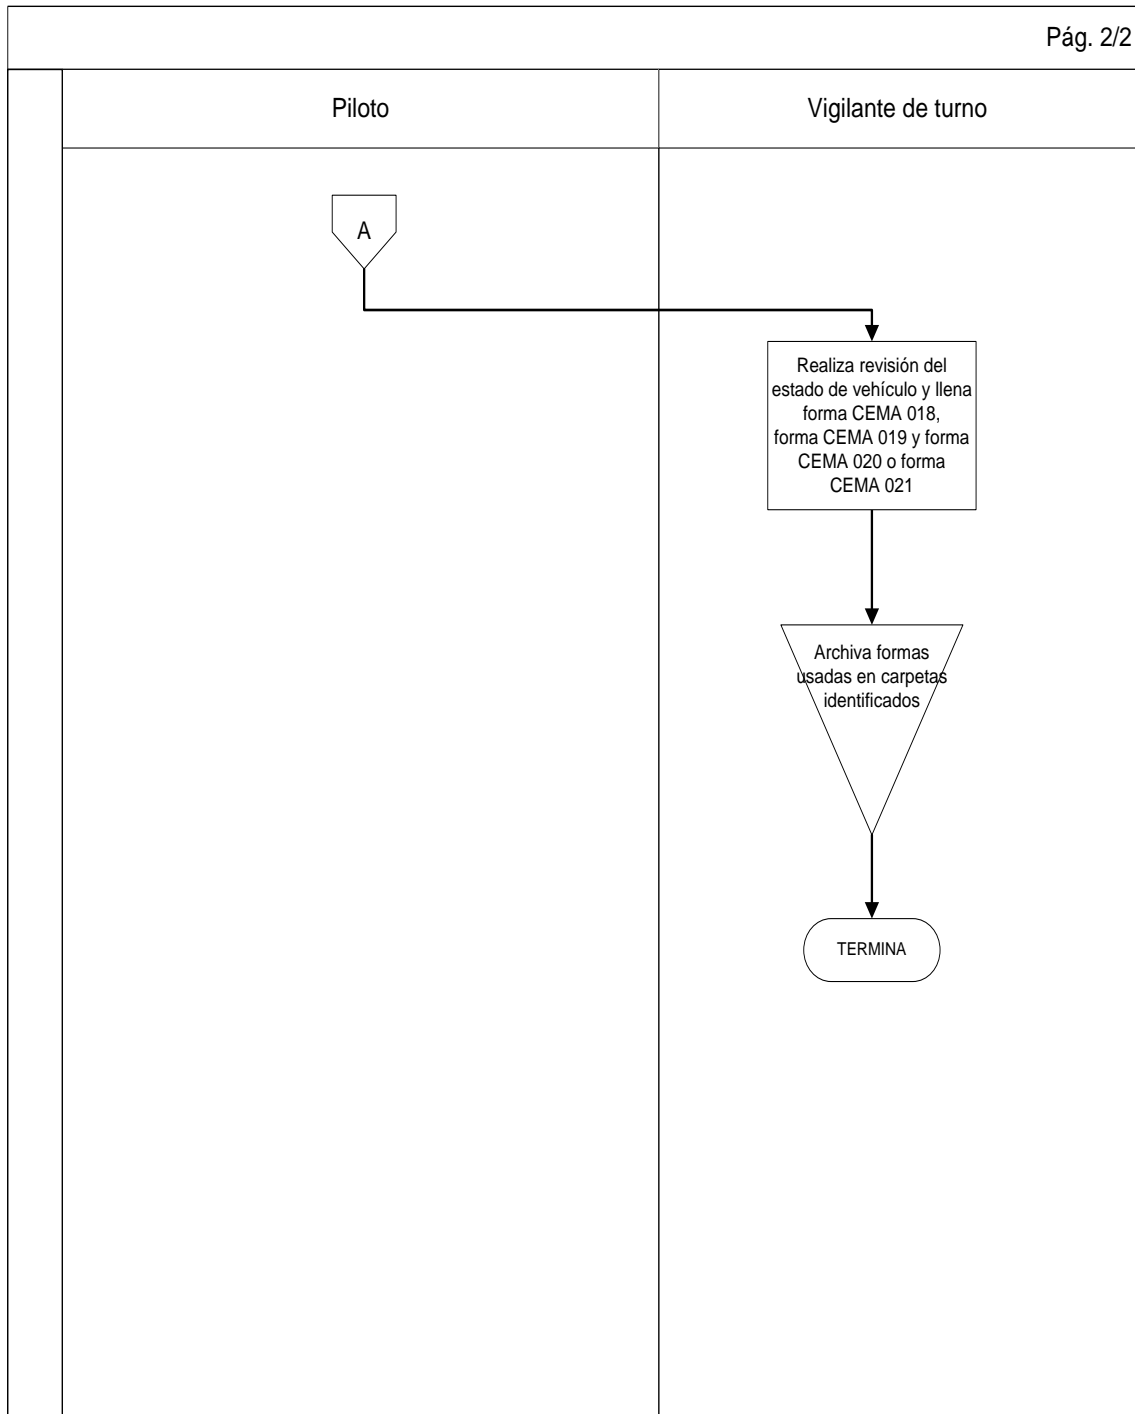 Pág. 2/2
Piloto
Vigilante de turno
A
Realiza revisión del
estado de vehículo y llena
forma CEMA 018,
forma CEMA 019 y forma
CEMA 020 o forma
CEMA 021
Archiva formas
usadas en carpetas
identificados
TERMINA